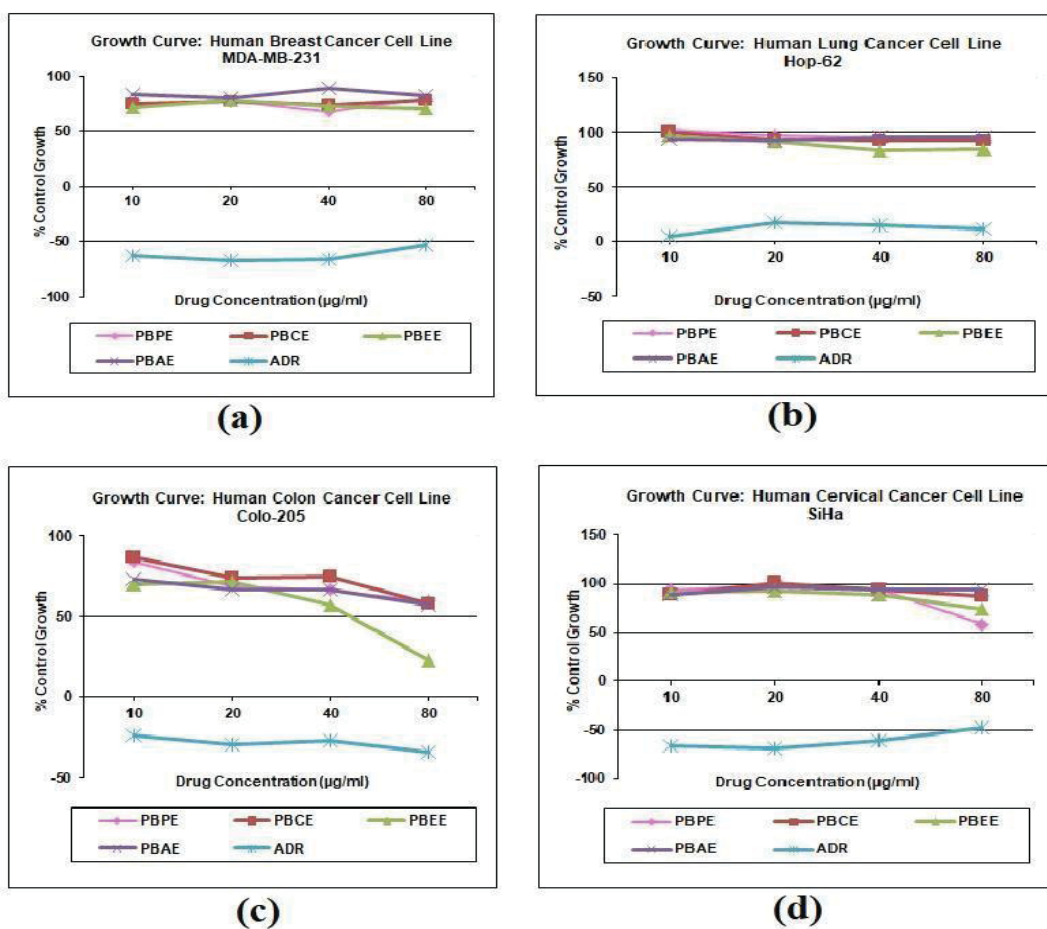 Growth Curve: Human Breast Cancer Cell Line
MDA-MB-231
100
50
0
-50
-100
10 20 40 80
% Control Growth
Drug Concentration (µg/ml)
PBPE PBCE PBEE
PBAE ADR
(a)
Growth Curve: Human Lung Cancer Cell Line
Hop-62
150
100
50
0
-50
10 20 40 80
% Control Growth
Drug Concentration (µg/ml)
PBPE PBCE PBEE
PBAE ADR
(b)
Growth Curve: Human Colon Cancer Cell Line
Colo-205
100
50
0
-50
10 20 40 80
% Control Growth
Drug Concentration (µg/ml)
PBPE PBCE PBEE
PBAE ADR
(c)
Growth Curve: Human Cervical Cancer Cell Line
SiHa
150
100
50
0
-50
-100
10 20 40 80
% Control Growth
Drug Concentration (µg/ml)
PBPE PBCE PBEE
PBAE ADR
(d)